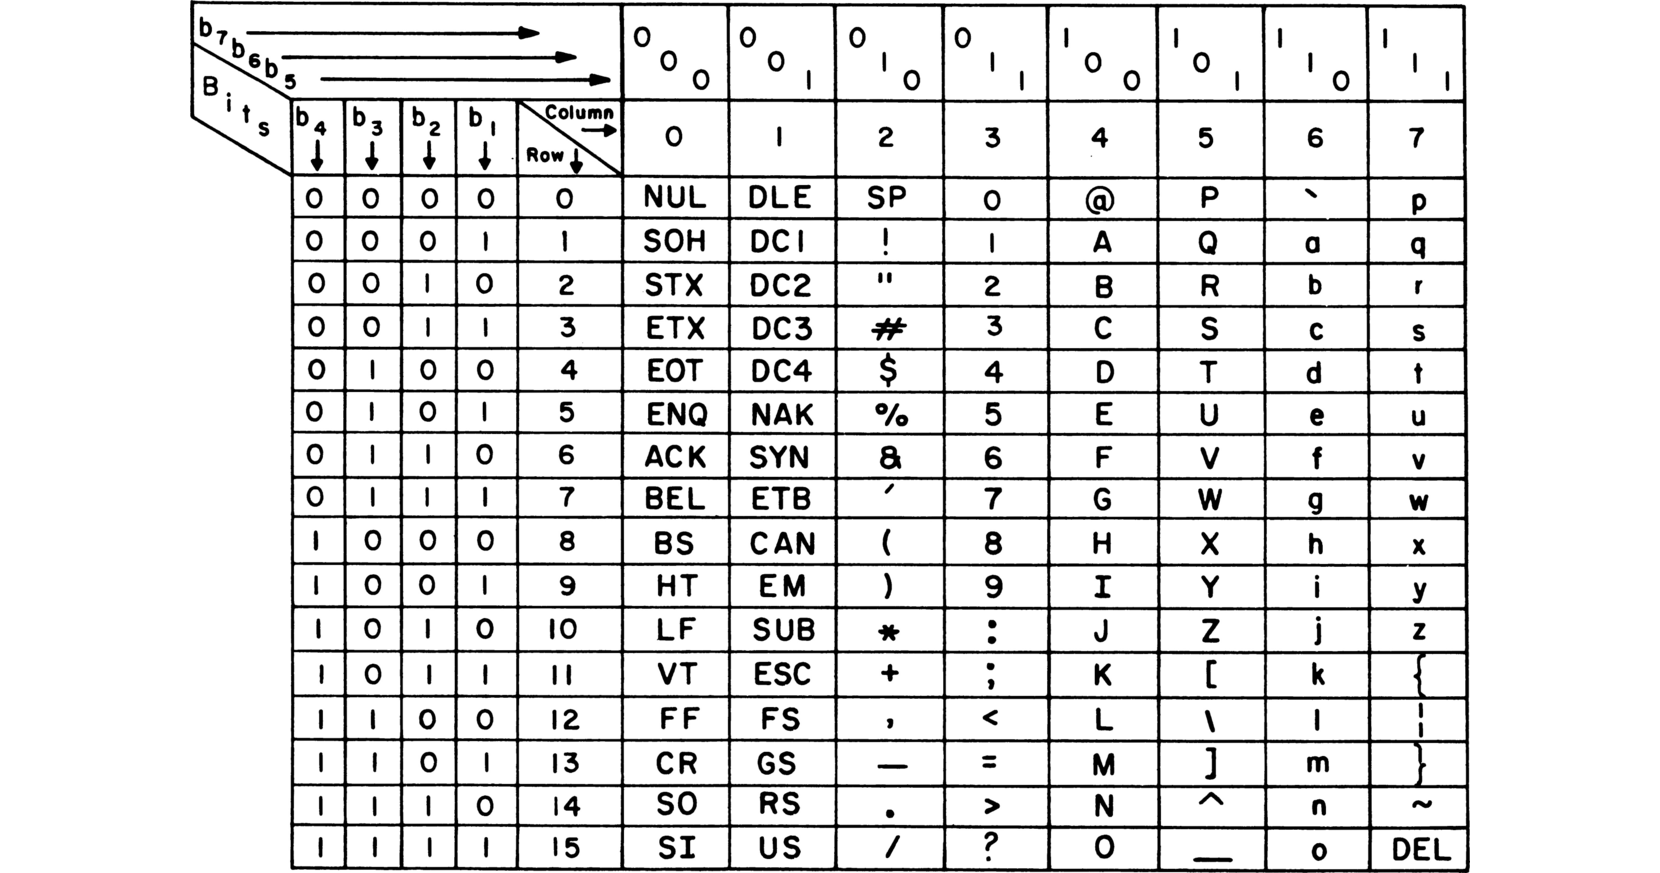 b7 b6 b5 0 0 0 0 0 1 0 1 0 0 1 1 1 0 0 1 0 1 1 1 0 1 1 1
Bits b4 b3 b2 b1 Column Row 0 1 2 3 4 5 6 7
0 0 0 0 0 NUL DLE SP 0 @ P ` p
0 0 0 1 1 SOH DC1 ! 1 A Q a q
0 0 1 0 2 STX DC2 " 2 B R b r
0 0 1 1 3 ETX DC3 # 3 C S c s
0 1 0 0 4 EOT DC4 $ 4 D T d t
0 1 0 1 5 ENQ NAK % 5 E U e u
0 1 1 0 6 ACK SYN & 6 F V f v
0 1 1 1 7 BEL ETB ′ 7 G W g w
1 0 0 0 8 BS CAN ( 8 H X h x
1 0 0 1 9 HT EM ) 9 I Y i y
1 0 1 0 10 LF SUB * : J Z j z
1 0 1 1 11 VT ESC + ; K [ k {
1 1 0 0 12 FF FS , < L \ l ¦
1 1 0 1 13 CR GS — = M ] m }
1 1 1 0 14 SO RS . > N ^ n ~
1 1 1 1 15 SI US / ? O _ o DEL